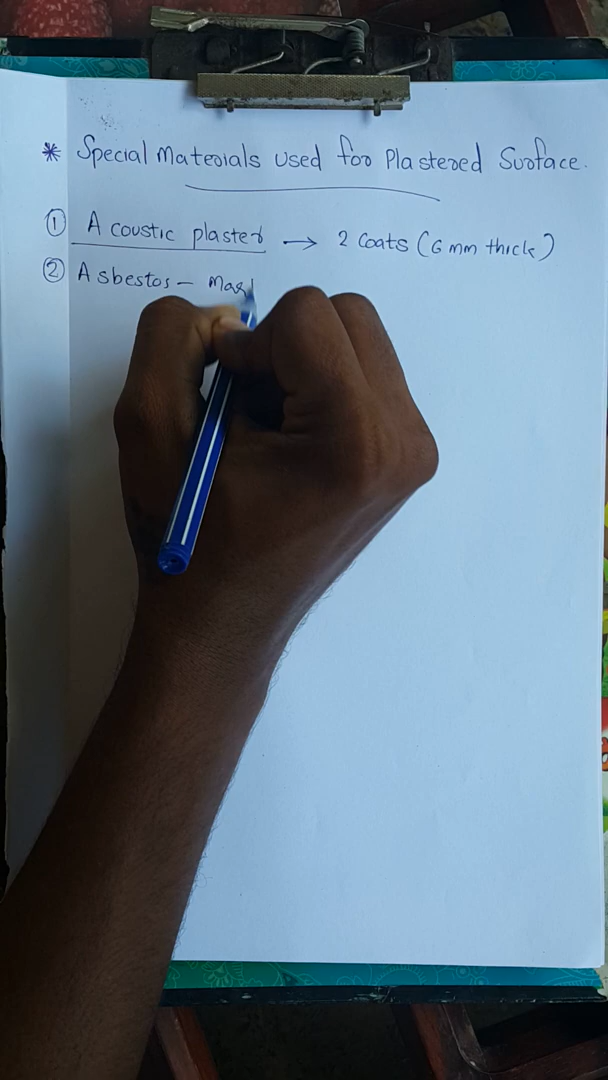 * Special Materials used for Plastered Surface.
① Acoustic plaster → 2 coats (6 mm thick)
② Asbestos -